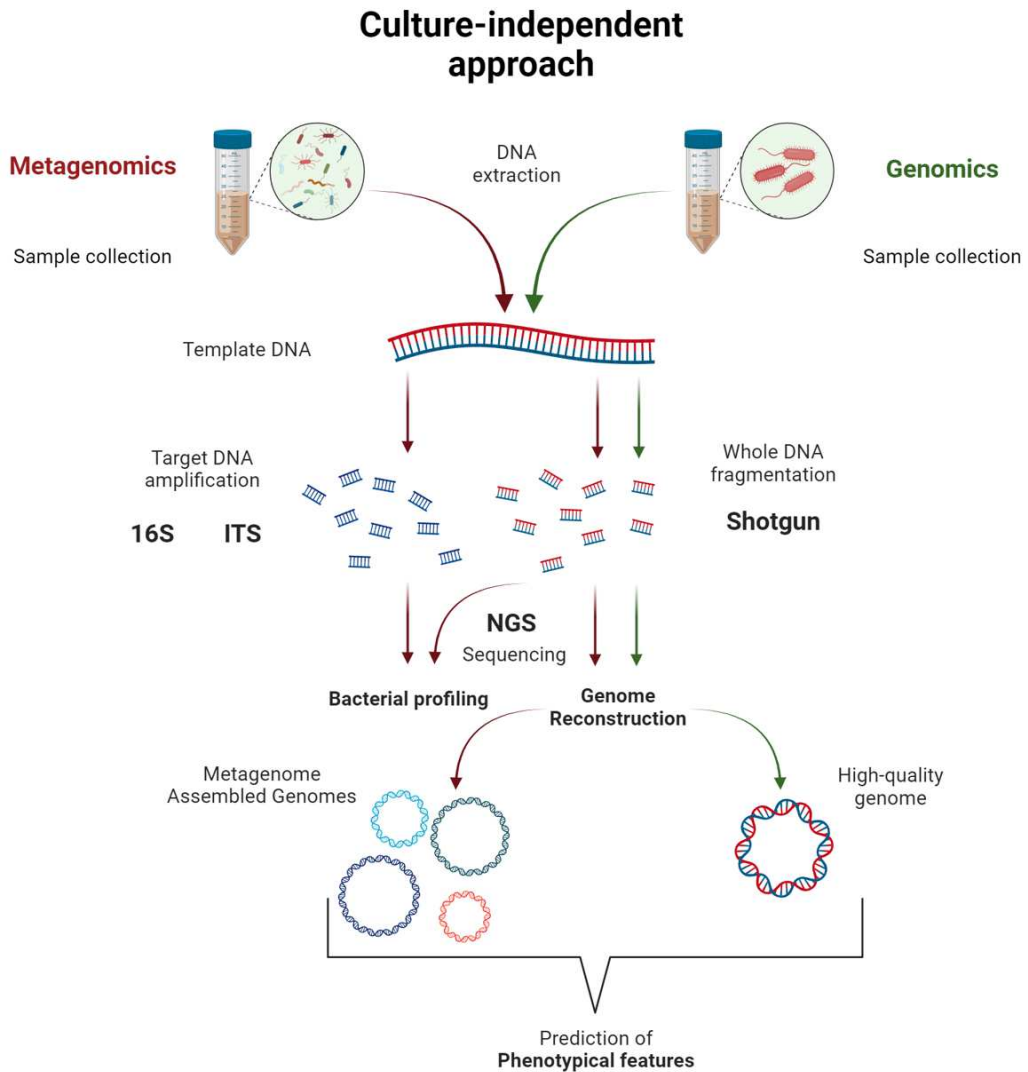 Culture-independent
approach
Metagenomics
DNA
extraction
Genomics
Sample collection
Sample collection
Template DNA
Target DNA
amplification
Whole DNA
fragmentation
16S
ITS
Shotgun
NGS
Sequencing
Bacterial profiling
Genome
Reconstruction
Metagenome
Assembled Genomes
High-quality
genome
Prediction of
Phenotypical features